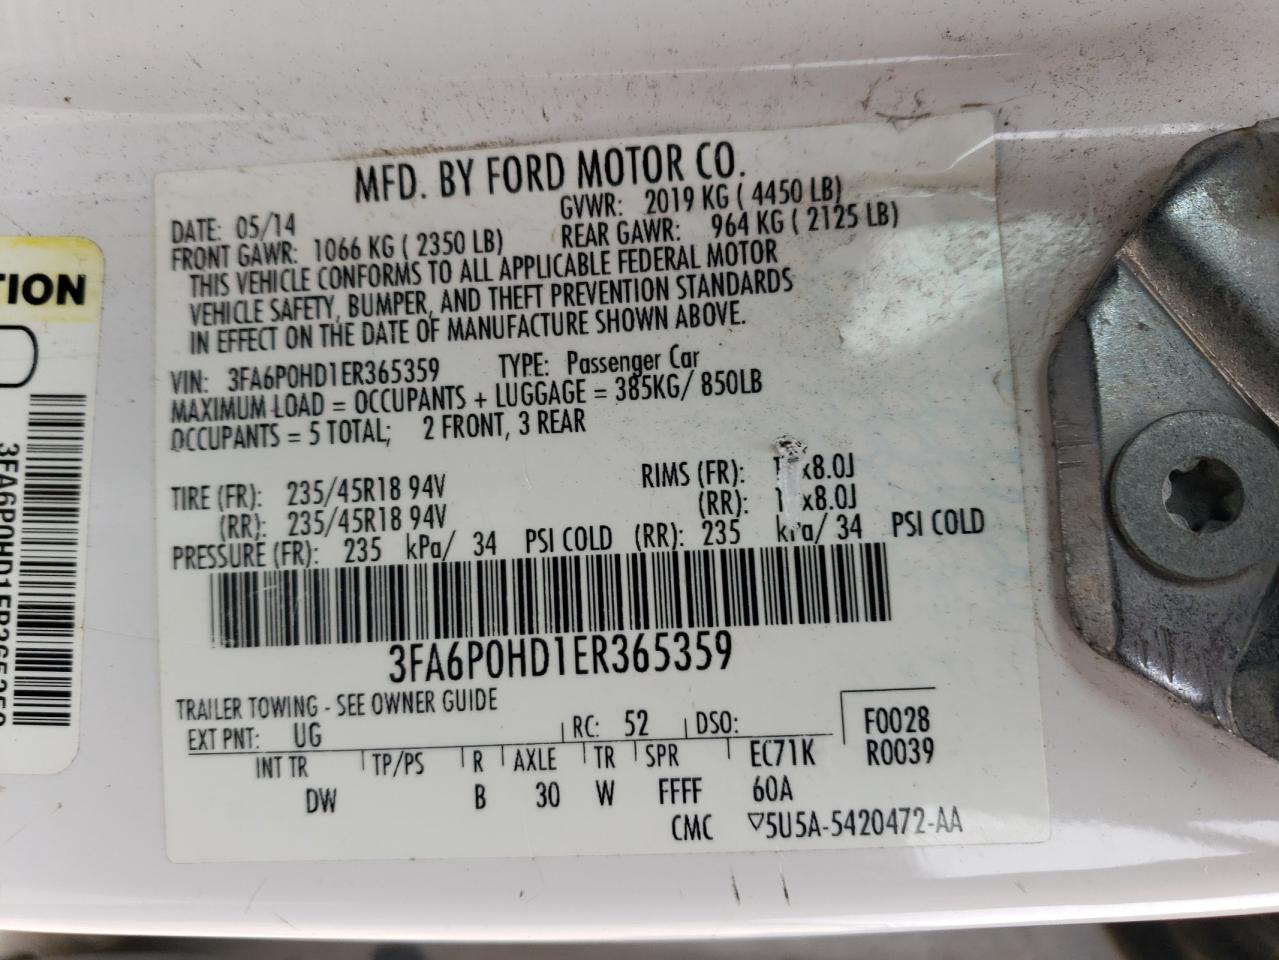 MFD. BY FORD MOTOR CO.
DATE: 05/14 GVWR: 2019 KG ( 4450 LB)
FRONT GAWR: 1066 KG ( 2350 LB) REAR GAWR: 964 KG ( 2125 LB)
THIS VEHICLE CONFORMS TO ALL APPLICABLE FEDERAL MOTOR
VEHICLE SAFETY, BUMPER, AND THEFT PREVENTION STANDARDS
IN EFFECT ON THE DATE OF MANUFACTURE SHOWN ABOVE.
VIN: 3FA6P0HD1ER365359 TYPE: Passenger Car
MAXIMUM LOAD = OCCUPANTS + LUGGAGE = 385KG/ 850LB
OCCUPANTS = 5 TOTAL; 2 FRONT, 3 REAR
TIRE (FR): 235/45R18 94V RIMS (FR): x8.0J
(RR): 235/45R18 94V (RR): x8.0J
PRESSURE (FR): 235 kPa/ 34 PSI COLD (RR): 235 kPa/ 34 PSI COLD
3FA6P0HD1ER365359
TRAILER TOWING - SEE OWNER GUIDE
EXT PNT: UG RC: 52 DSO: F0028
INT TR TP/PS R AXLE TR SPR EC71K R0039
DW B 30 W FFFF 60A
CMC ▽5U5A-5420472-AA
TION
3FA6P0HD1ER365359